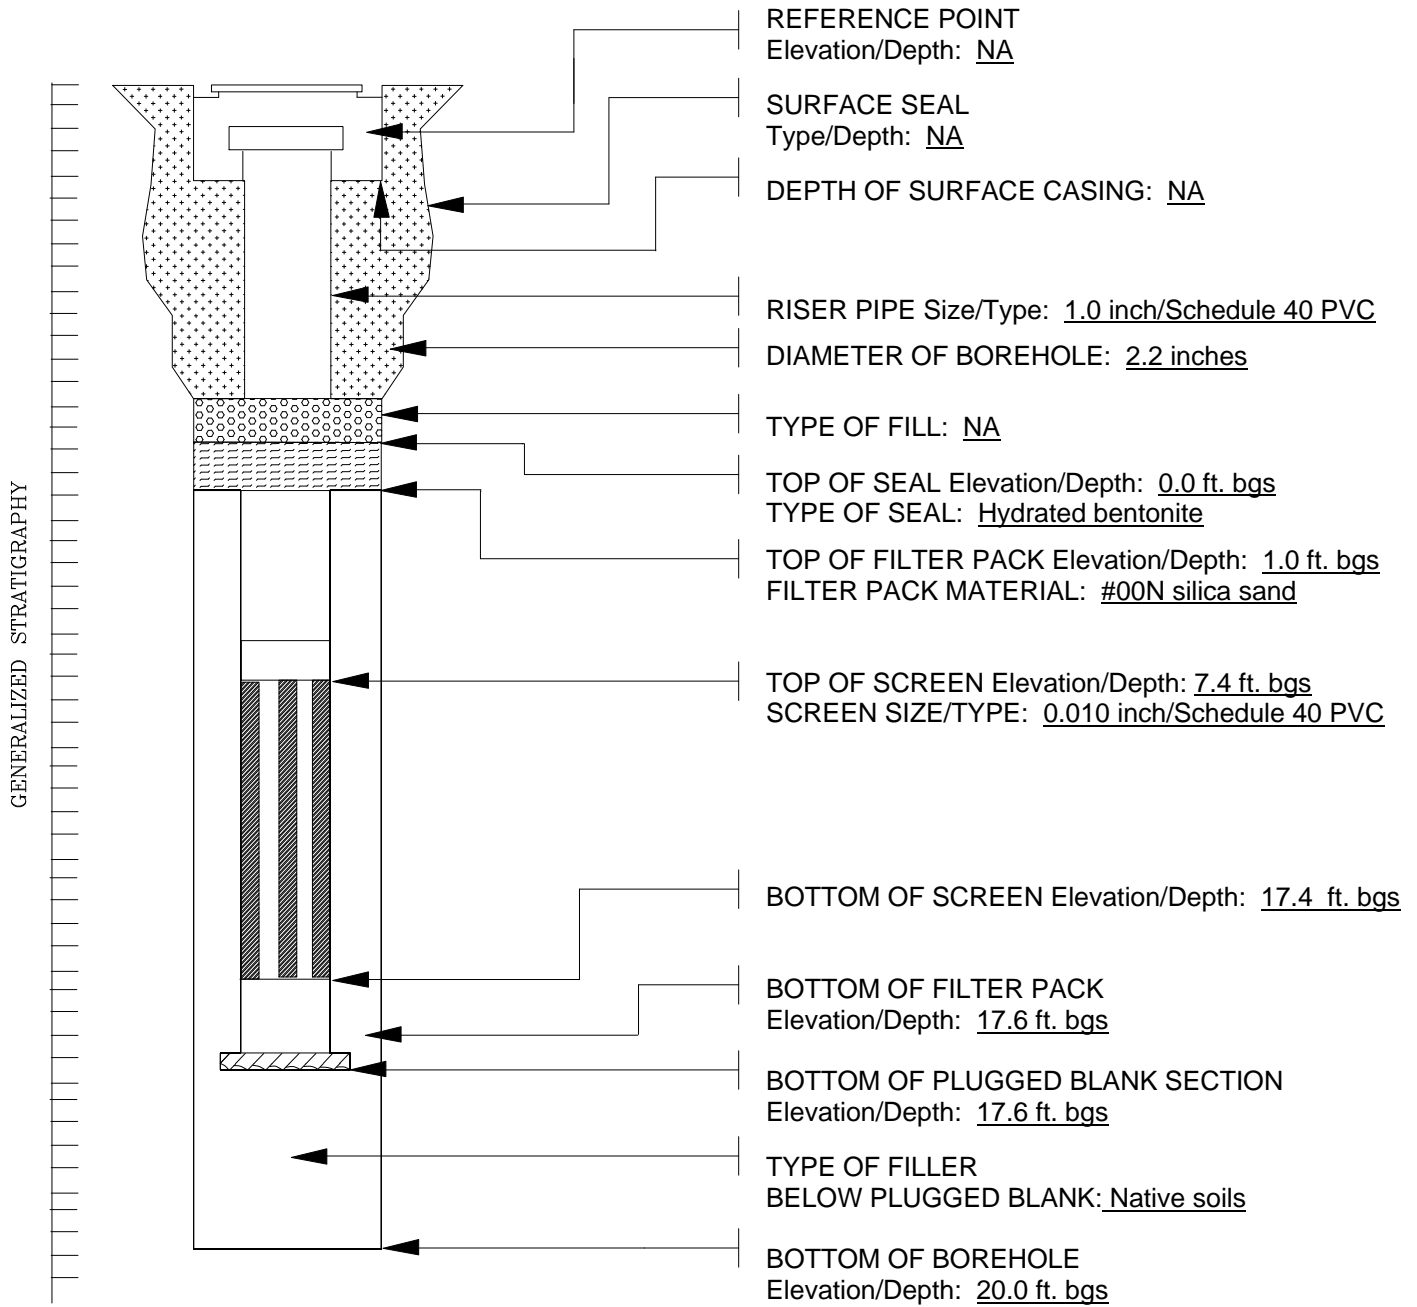 REFERENCE POINT
Elevation/Depth: NA
SURFACE SEAL
Type/Depth: NA
DEPTH OF SURFACE CASING: NA
RISER PIPE Size/Type: 1.0 inch/Schedule 40 PVC
DIAMETER OF BOREHOLE: 2.2 inches
TYPE OF FILL: NA
TOP OF SEAL Elevation/Depth: 0.0 ft. bgs
TYPE OF SEAL: Hydrated bentonite
TOP OF FILTER PACK Elevation/Depth: 1.0 ft. bgs
FILTER PACK MATERIAL: #00N silica sand
TOP OF SCREEN Elevation/Depth: 7.4 ft. bgs
SCREEN SIZE/TYPE: 0.010 inch/Schedule 40 PVC
BOTTOM OF SCREEN Elevation/Depth: 17.4 ft. bgs
BOTTOM OF FILTER PACK
Elevation/Depth: 17.6 ft. bgs
BOTTOM OF PLUGGED BLANK SECTION
Elevation/Depth: 17.6 ft. bgs
TYPE OF FILLER
BELOW PLUGGED BLANK: Native soils
BOTTOM OF BOREHOLE
Elevation/Depth: 20.0 ft. bgs
GENERALIZED STRATIGRAPHY